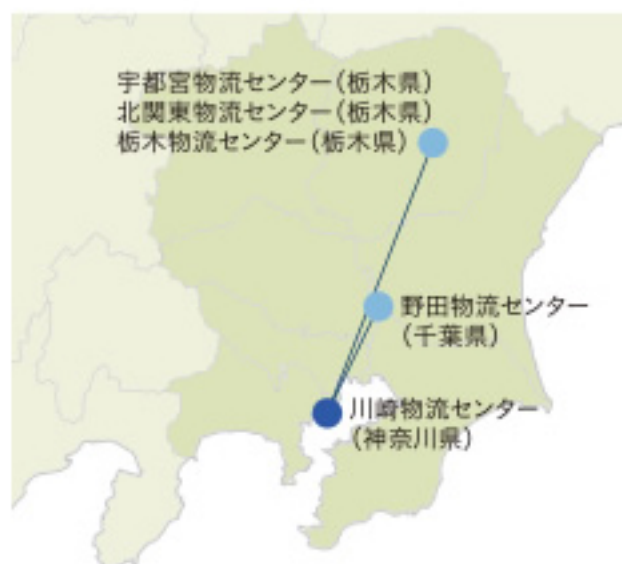 宇都宮物流センター(栃木県)
北関東物流センター(栃木県)
栃木物流センター(栃木県)
野田物流センター
(千葉県)
川崎物流センター
(神奈川県)